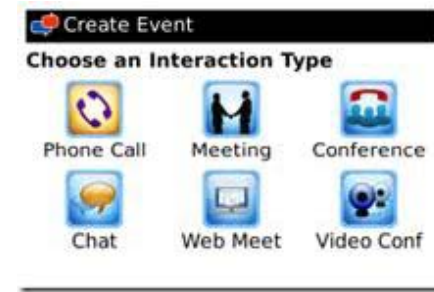 Create Event
Choose an Interaction Type
Phone Call Meeting Conference
Chat Web Meet Video Conf